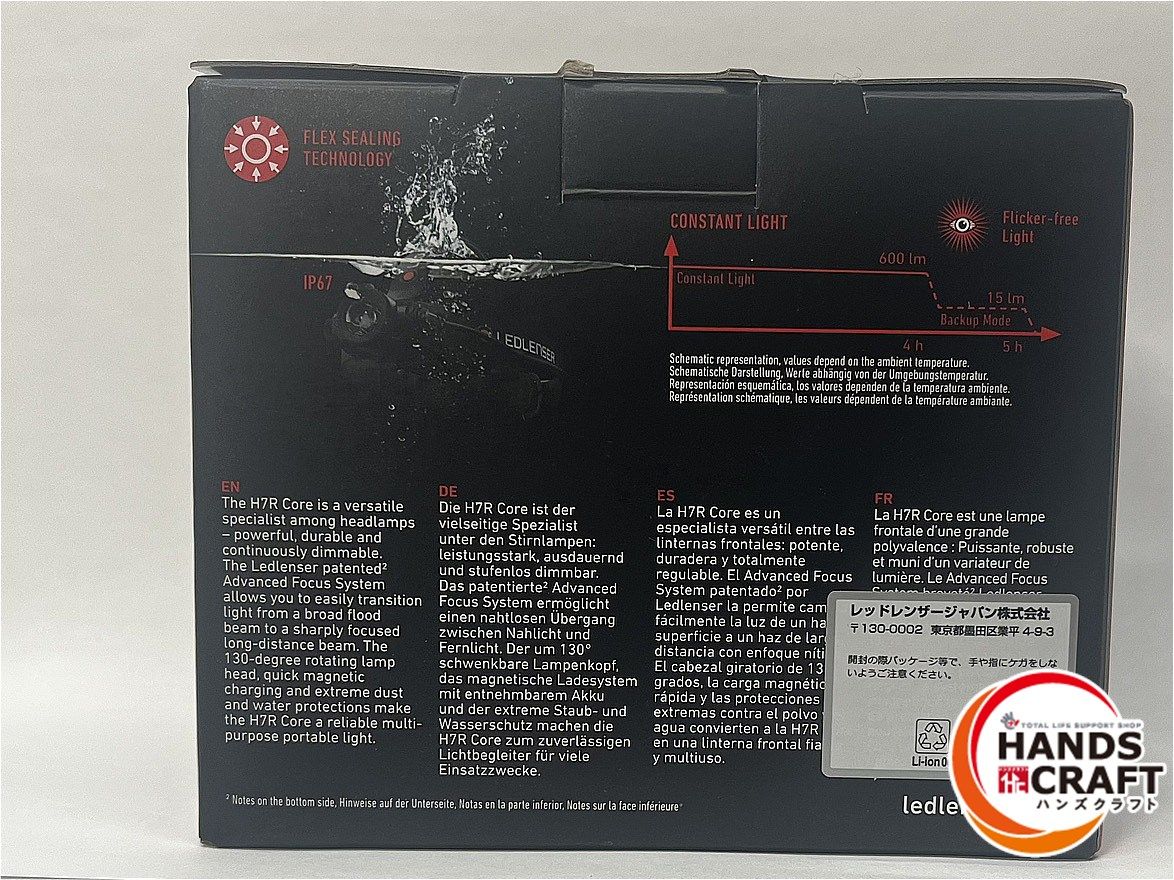 FLEX SEALING
TECHNOLOGY
IP67
LEDLENSER
CONSTANT LIGHT
Flicker-free
Light
600 lm
Constant Light
15 lm
Backup Mode
4 h
5 h
Schematic representation, values depend on the ambient temperature.
Schematische Darstellung, Werte abhängig von der Umgebungstemperatur.
Representación esquemática, los valores dependen de la temperatura ambiente.
Représentation schématique, les valeurs dépendent de la température ambiante.
EN
The H7R Core is a versatile
specialist among headlamps
– powerful, durable and
continuously dimmable.
The Ledlenser patented²
Advanced Focus System
allows you to easily transition
light from a broad flood
beam to a sharply focused
long-distance beam. The
130-degree rotating lamp
head, quick magnetic
charging and extreme dust
and water protections make
the H7R Core a reliable multi-
purpose portable light.
DE
Die H7R Core ist der
vielseitige Spezialist
unter den Stirnlampen:
leistungsstark, ausdauernd
und stufenlos dimmbar.
Das patentierte² Advanced
Focus System ermöglicht
einen nahtlosen Übergang
zwischen Nahlicht und
Fernlicht. Der um 130°
schwenkbare Lampenkopf,
das magnetische Ladesystem
mit entnehmbarem Akku
und der extreme Staub- und
Wasserschutz machen die
H7R Core zum zuverlässigen
Lichtbegleiter für viele
Einsatzzwecke.
ES
La H7R Core es un
especialista versátil entre las
linternas frontales: potente,
duradera y totalmente
regulable. El Advanced Focus
System patentado² por
Ledlenser la permite cam
fácilmente la luz de un ha
superficie a un haz de larg
distancia con enfoque níti
El cabezal giratorio de 13
grados, la carga magnétic
rápida y las protecciones
extremas contra el polvo y
agua convierten a la H7R
en una linterna frontal fia
y multiuso.
FR
La H7R Core est une lampe
frontale d'une grande
polyvalence : Puissante, robuste
et muni d'un variateur de
lumière. Le Advanced Focus
System breveté² Ledlenser
レッドレンザージャパン株式会社
〒130-0002 東京都墨田区業平 4-9-3
開封の際パッケージ等で、手や指にケガをしな
いようご注意ください。
Li-ion 0
² Notes on the bottom side, Hinweise auf der Unterseite, Notas en la parte inferior, Notes sur la face inférieure
ledle
TOTAL LIFE SUPPORT SHOP
HANDS
CRAFT
ハンズクラフト